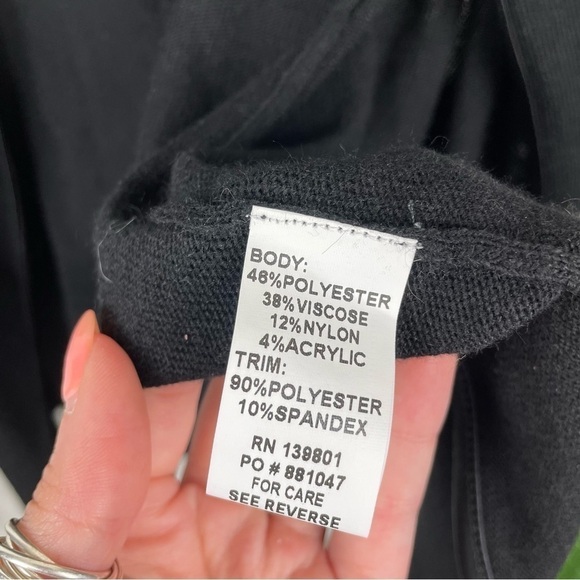 BODY:
46%POLYESTER
38%VISCOSE
12%NYLON
4%ACRYLIC
TRIM:
90%POLYESTER
10%SPANDEX
RN 139801
PO # 881047
FOR CARE
SEE REVERSE